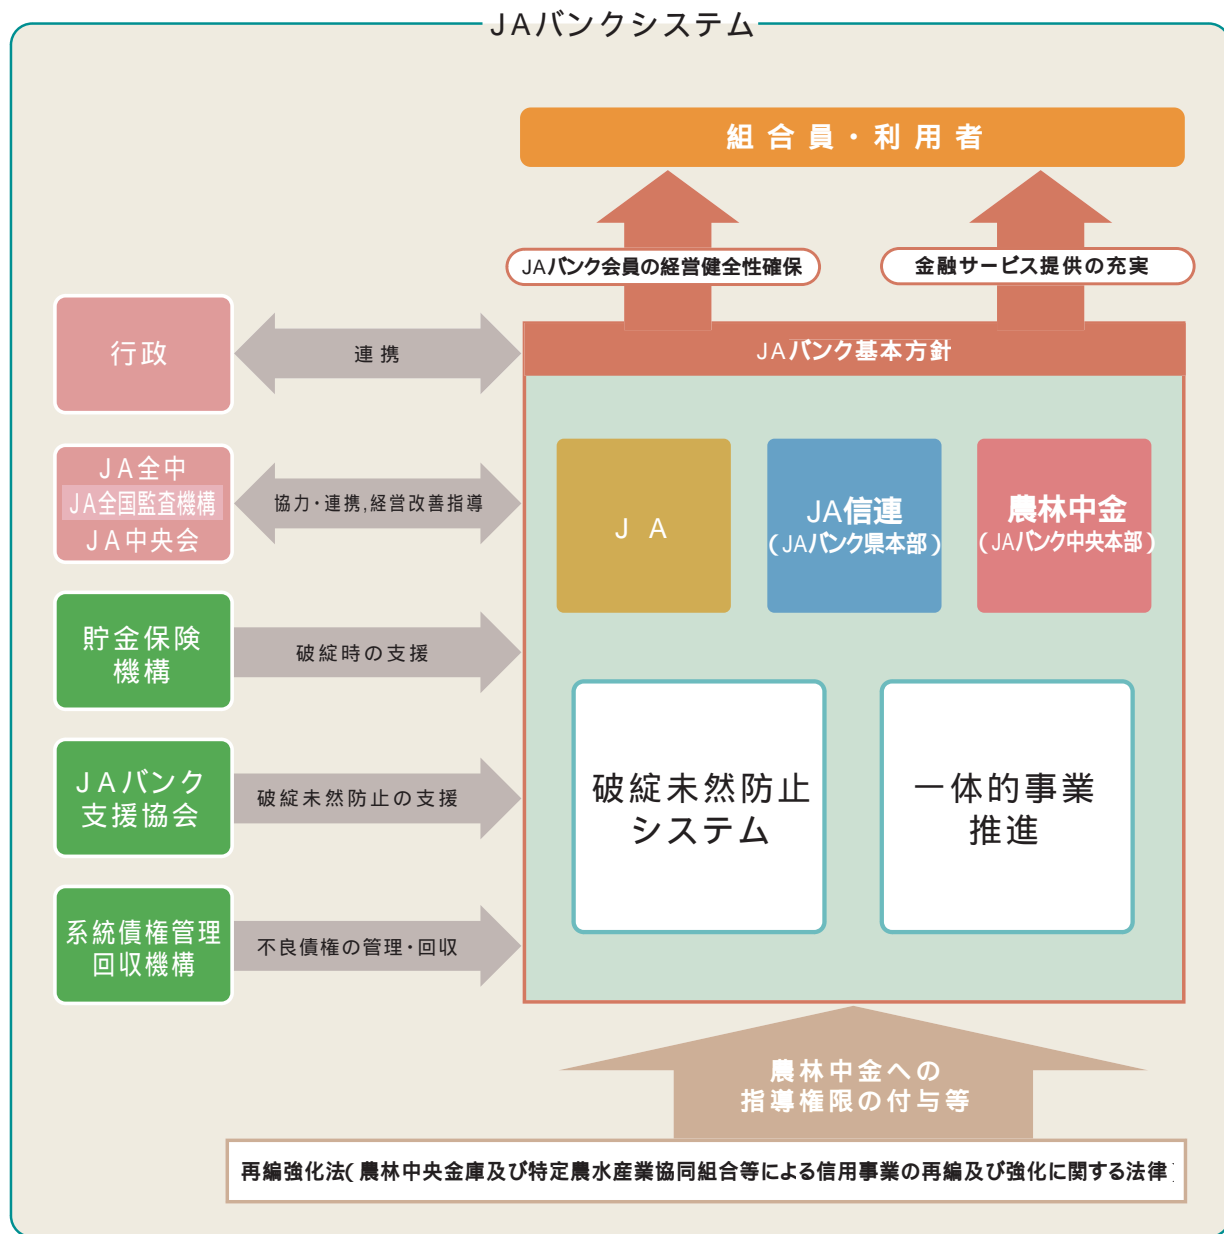 JAバンクシステム
組合員・利用者
JAバンク会員の経営健全性確保
金融サービス提供の充実
行政
連携
JAバンク基本方針
JA全中
JA全国監査機構
JA中央会
協力・連携,経営改善指導
JA
JA信連
(JAバンク県本部)
農林中金
(JAバンク中央本部)
貯金保険
機構
破綻時の支援
JAバンク
支援協会
破綻未然防止の支援
破綻未然防止
システム
一体的事業
推進
系統債権管理
回収機構
不良債権の管理・回収
農林中金への
指導権限の付与等
再編強化法(農林中央金庫及び特定農水産業協同組合等による信用事業の再編及び強化に関する法律)